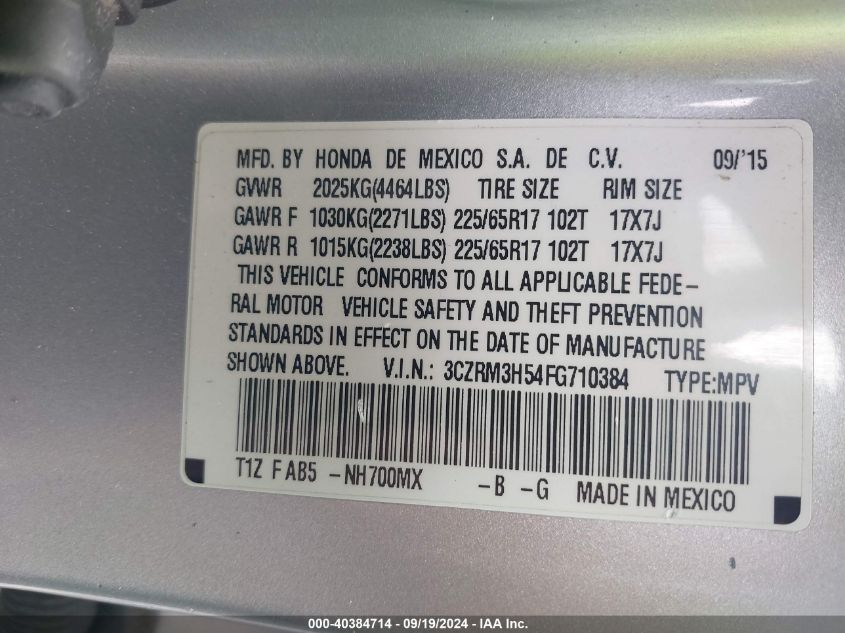 MFD. BY HONDA DE MEXICO S.A. DE C.V. 09/'15
GVWR 2025KG(4464LBS) TIRE SIZE RIM SIZE
GAWR F 1030KG(2271LBS) 225/65R17 102T 17X7J
GAWR R 1015KG(2238LBS) 225/65R17 102T 17X7J
THIS VEHICLE CONFORMS TO ALL APPLICABLE FEDE-
RAL MOTOR VEHICLE SAFETY AND THEFT PREVENTION
STANDARDS IN EFFECT ON THE DATE OF MANUFACTURE
SHOWN ABOVE. V.I.N.: 3CZRM3H54FG710384 TYPE:MPV
T1Z F AB5 -NH700MX -B -G MADE IN MEXICO
000-40384714 - 09/19/2024 - IAA Inc.